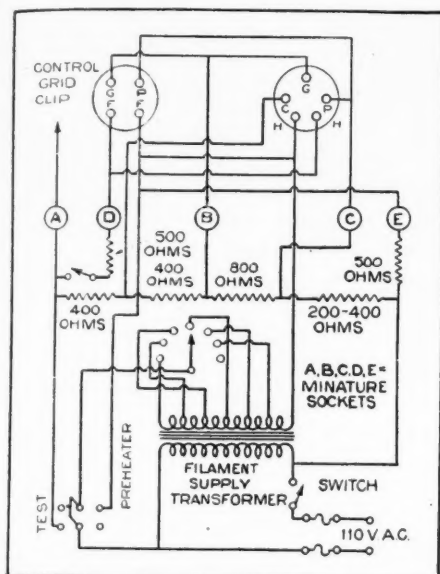 CONTROL
GRID
CLIP
G P
F F
G
C P
H H
A D B C E
500
OHMS
400
OHMS
800
OHMS
500
OHMS
400
OHMS
200-400
OHMS
A,B,C,D,E=
MINATURE
SOCKETS
PREHEATER
TEST
FILAMENT
SUPPLY
TRANSFORMER
SWITCH
110 V A.C.